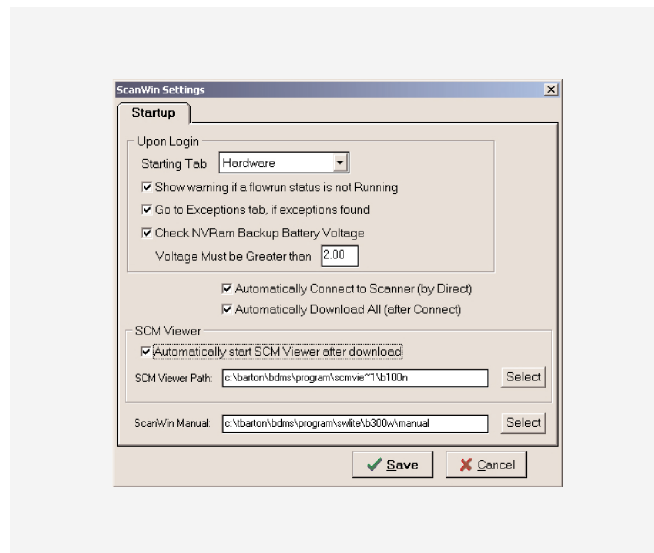 ScanWin Settings
Startup
Upon Login
Starting Tab Hardware
Show warning if a flowrun status is not Running
Go to Exceptions tab, if exceptions found
Check NVRam Backup Battery Voltage
Voltage Must be Greater than 2.00
Automatically Connect to Scanner (by Direct)
Automatically Download All (after Connect)
SCM Viewer
Automatically start SCM Viewer after download
SCM Viewer Path: c:\barton\bdms\program\scmvie~1\b100n Select
ScanWin Manual: c:\tbarton\bdms\program\swlite\b300w\manual Select
Save Cancel